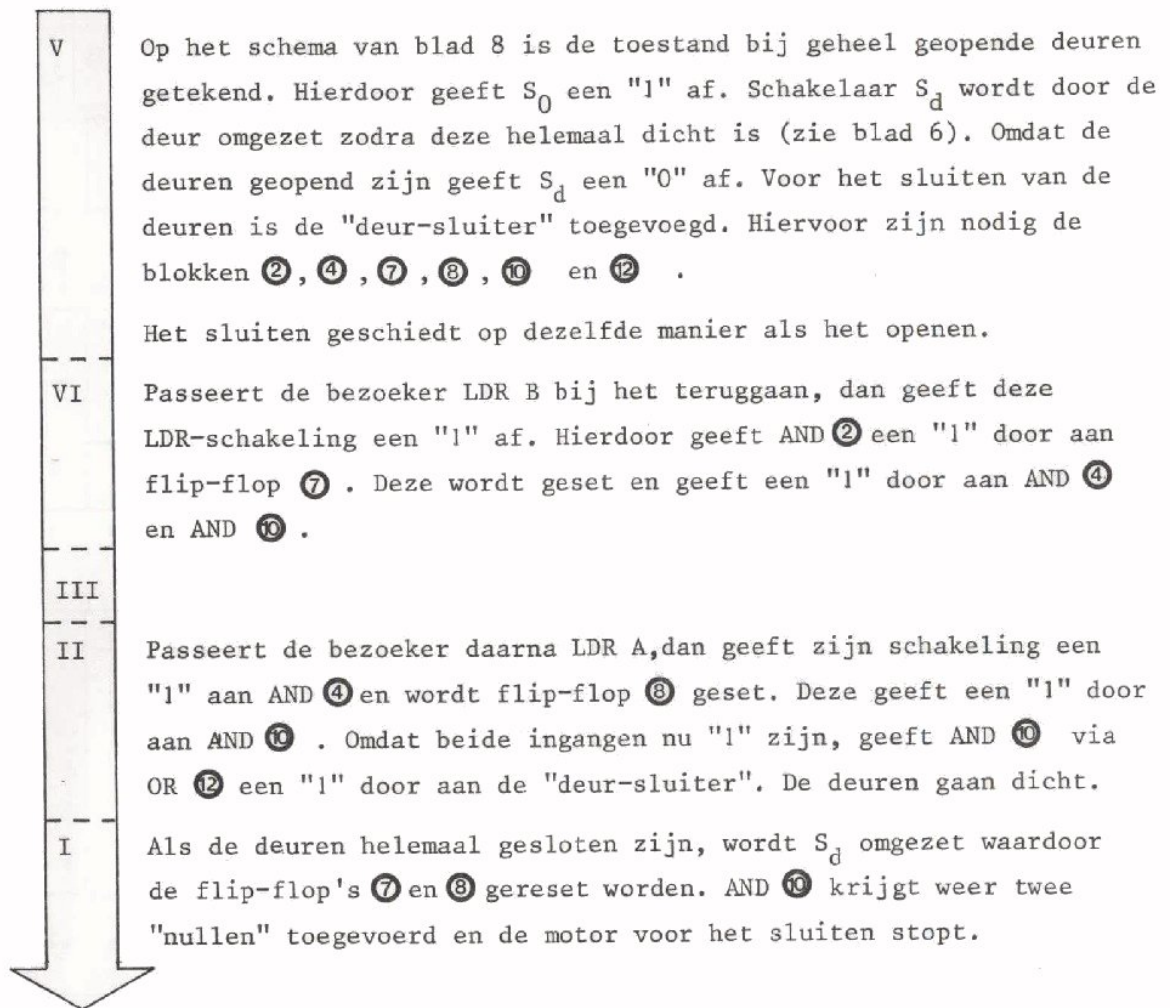 V
Op het schema van blad 8 is de toestand bij geheel geopende deuren
getekend. Hierdoor geeft S0 een "1" af. Schakelaar Sd wordt door de
deur omgezet zodra deze helemaal dicht is (zie blad 6). Omdat de
deuren geopend zijn geeft Sd een "0" af. Voor het sluiten van de
deuren is de "deur-sluiter" toegevoegd. Hiervoor zijn nodig de
blokken ②, ④, ⑦, ⑧, ⑩ en ⑫ .
Het sluiten geschiedt op dezelfde manier als het openen.
VI
Passeert de bezoeker LDR B bij het teruggaan, dan geeft deze
LDR-schakeling een "1" af. Hierdoor geeft AND ② een "1" door aan
flip-flop ⑦ . Deze wordt geset en geeft een "1" door aan AND ④
en AND ⑩ .
III
II
Passeert de bezoeker daarna LDR A,dan geeft zijn schakeling een
"1" aan AND ④ en wordt flip-flop ⑧ geset. Deze geeft een "1" door
aan AND ⑩ . Omdat beide ingangen nu "1" zijn, geeft AND ⑩ via
OR ⑫ een "1" door aan de "deur-sluiter". De deuren gaan dicht.
I
Als de deuren helemaal gesloten zijn, wordt Sd omgezet waardoor
de flip-flop's ⑦ en ⑧ gereset worden. AND ⑩ krijgt weer twee
"nullen" toegevoerd en de motor voor het sluiten stopt.